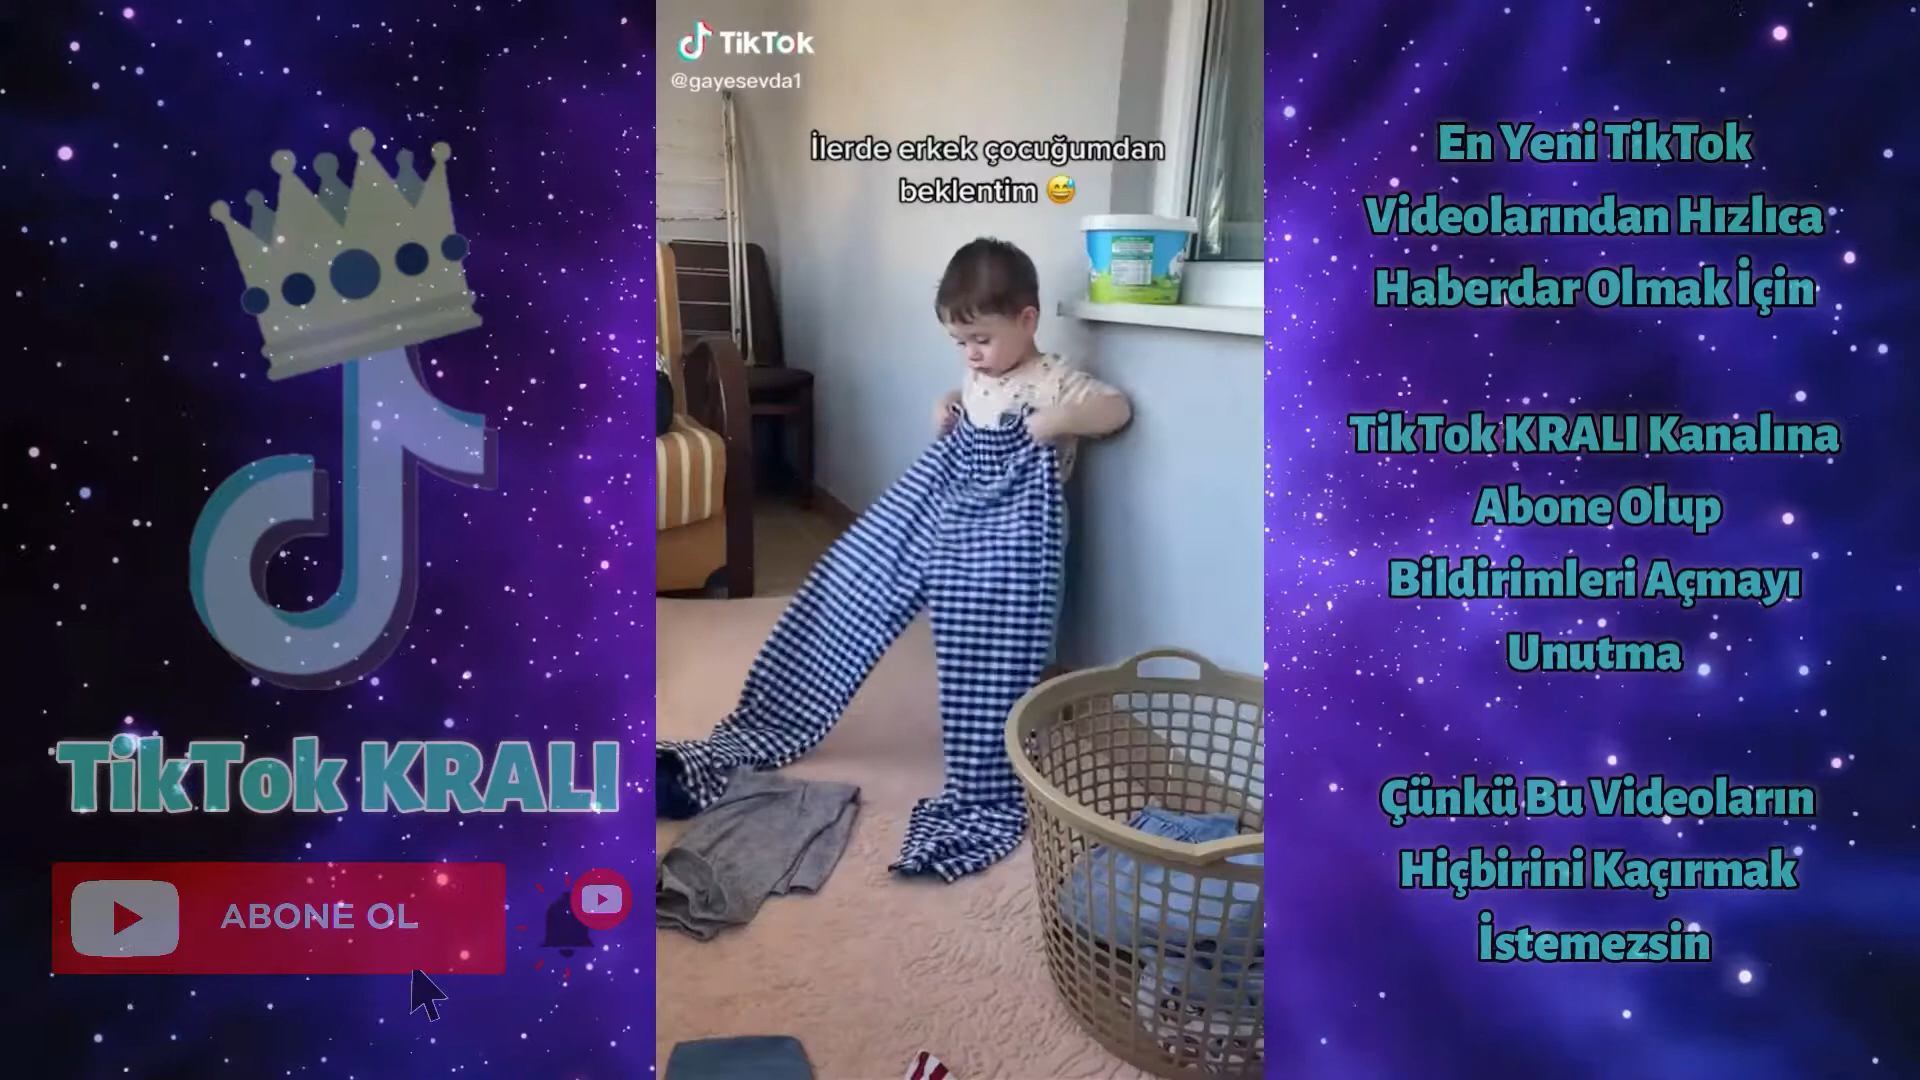 TikTok
@gayesevda1
İlerde erkek çocuğumdan
beklentim 😅
TikTok KRALI
ABONE OL
En Yeni TikTok
Videolarından Hızlıca
Haberdar Olmak İçin
TikTok KRALI Kanalına
Abone Olup
Bildirimleri Açmayı
Unutma
Çünkü Bu Videoların
Hiçbirini Kaçırmak
İstemezsin